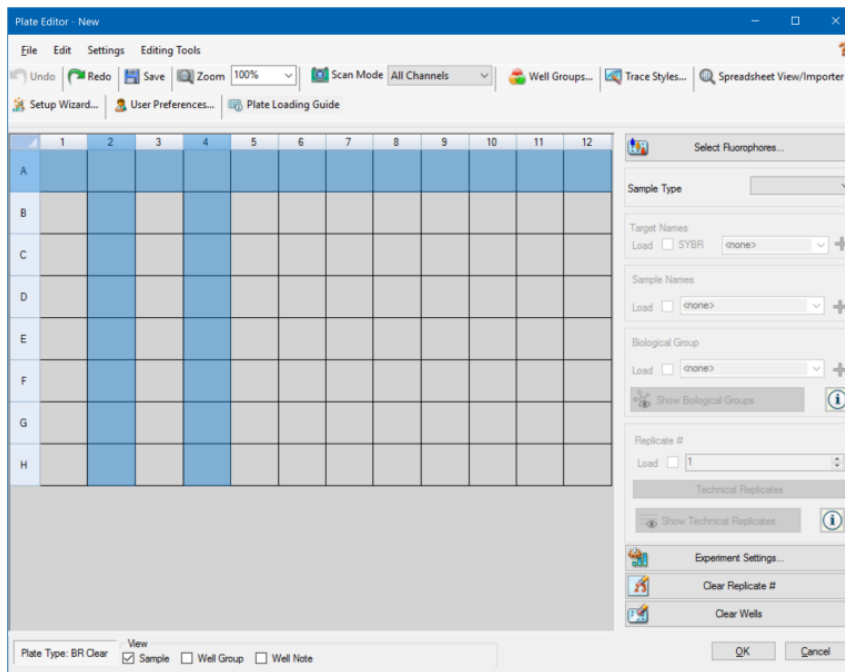 Plate Editor - New
File Edit Settings Editing Tools
Undo Redo Save Zoom 100% Scan Mode All Channels Well Groups... Trace Styles... Spreadsheet View/Importer
Setup Wizard... User Preferences... Plate Loading Guide
1 2 3 4 5 6 7 8 9 10 11 12
A
B
C
D
E
F
G
H
Select Fluorophores...
Sample Type
Target Names
Load SYBR <none>
Sample Names
Load <none>
Biological Group
Load <none>
Show Biological Groups
Replicate #
Load 1
Technical Replicates
Show Technical Replicates
Experiment Settings...
Clear Replicate #
Clear Wells
Plate Type: BR Clear
View
Sample Well Group Well Note
OK Cancel